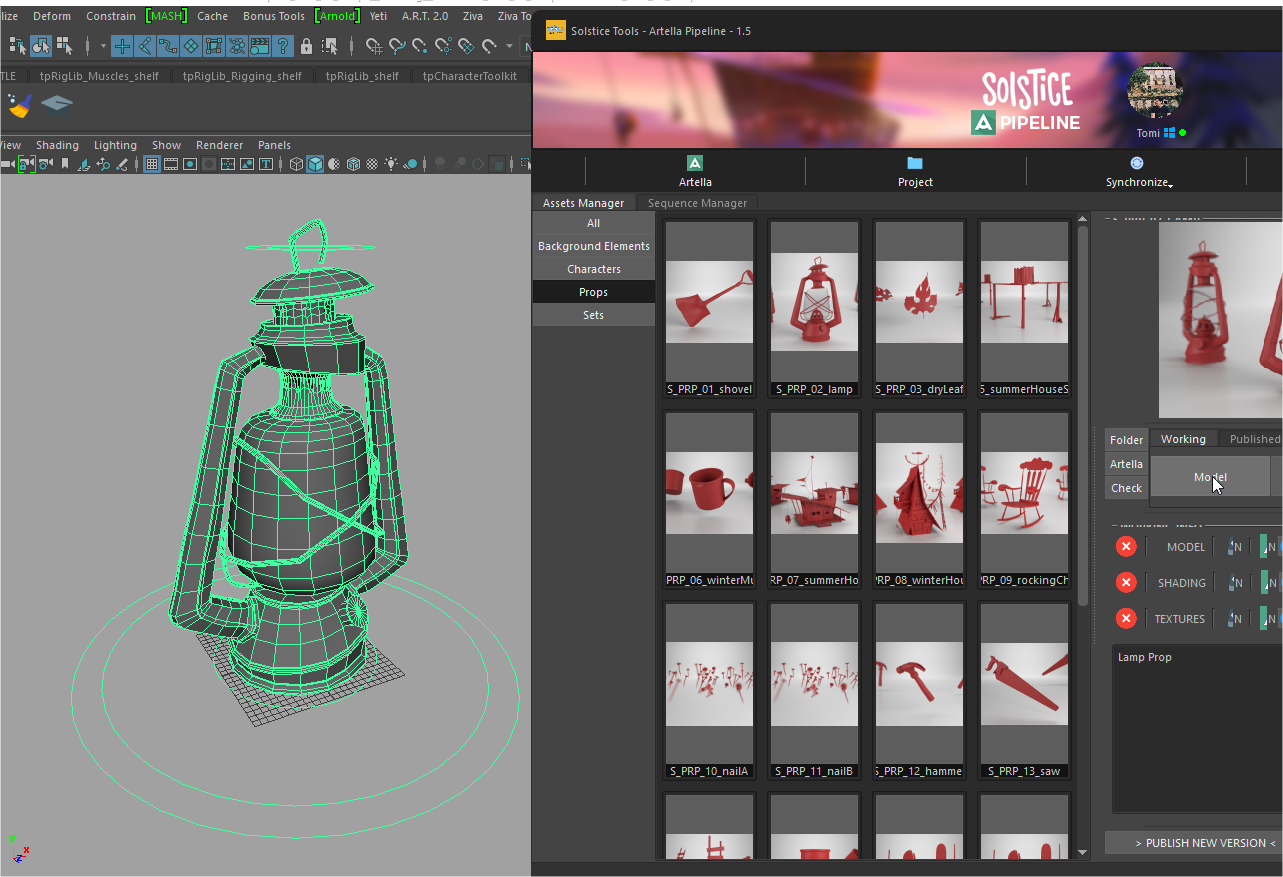 lize Deform Constrain [MASH] Cache Bonus Tools [Arnold] Yeti A.R.T. 2.0 Ziva Ziva To
TLE tpRigLib_Muscles_shelf tpRigLib_Rigging_shelf tpRigLib_shelf tpCharacterToolkit
View Shading Lighting Show Renderer Panels
y
z x
Solstice Tools - Artella Pipeline - 1.5
SOLSTICE
PIPELINE
Tomi
Artella Project Synchronize
Assets Manager Sequence Manager
All
Background Elements
Characters
Props
Sets
S_PRP_01_shovel S_PRP_02_lamp S_PRP_03_dryLeaf 5_summerHouseS
PRP_06_winterMu RP_07_summerHo PRP_08_winterHou PRP_09_rockingCh
S_PRP_10_nailA S_PRP_11_nailB S_PRP_12_hamme S_PRP_13_saw
Folder Working Published
Artella
Check
Model
MODEL N N
SHADING N N
TEXTURES N N
Lamp Prop
> PUBLISH NEW VERSION <